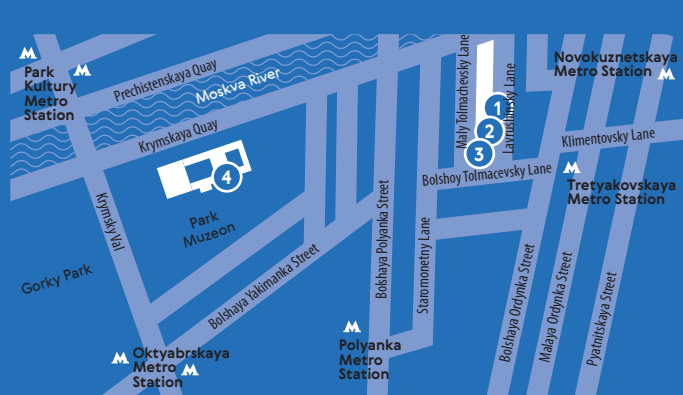 Park
Kultury
Metro
Station
Prechistenskaya Quay
Moskva River
Krymskaya Quay
Maly Tolmachevsky Lane
Lavrushinsky Lane
Novokuznetskaya
Metro Station
Klimentovsky Lane
1
2
3
4
Bolshoy Tolmacevsky Lane
Tretyakovskaya
Metro Station
Krymsky Val
Park
Muzeon
Gorky Park
Bolshaya Yakimanka Street
Bolshaya Polyanka Street
Staromonetny Lane
Bolshaya Ordynka Street
Malaya Ordynka Street
Pyatnitskaya Street
Oktyabrskaya
Metro
Station
Polyanka
Metro
Station